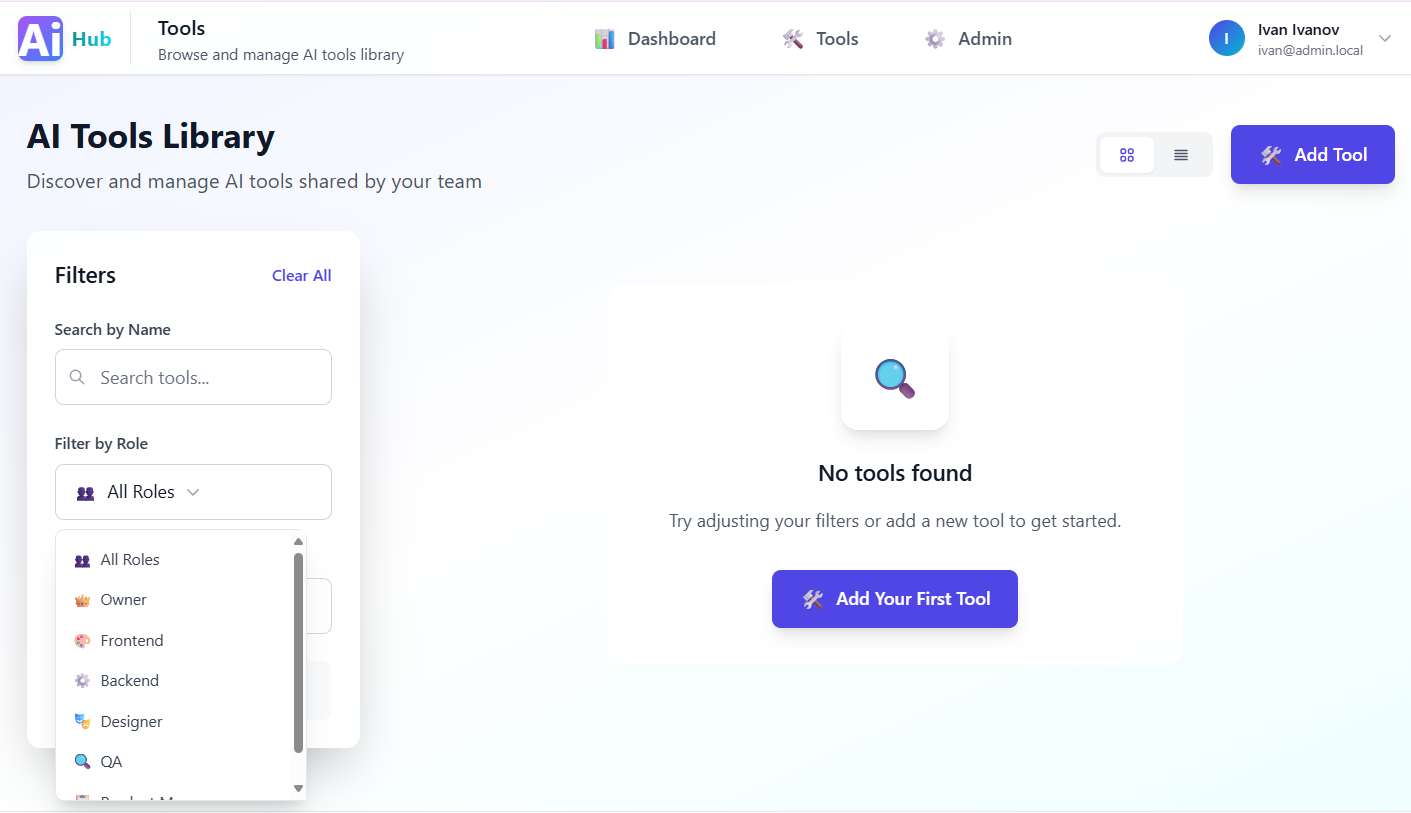 Ai Hub
Tools
Browse and manage AI tools library
Dashboard
Tools
Admin
I
Ivan Ivanov
ivan@admin.local
AI Tools Library
Discover and manage AI tools shared by your team
Add Tool
Filters
Clear All
Search by Name
Search tools...
Filter by Role
All Roles
All Roles
Owner
Frontend
Backend
Designer
QA
No tools found
Try adjusting your filters or add a new tool to get started.
Add Your First Tool